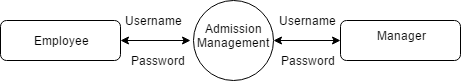 Username
Employee
Password
Admission
Management
Username
Manager
Password